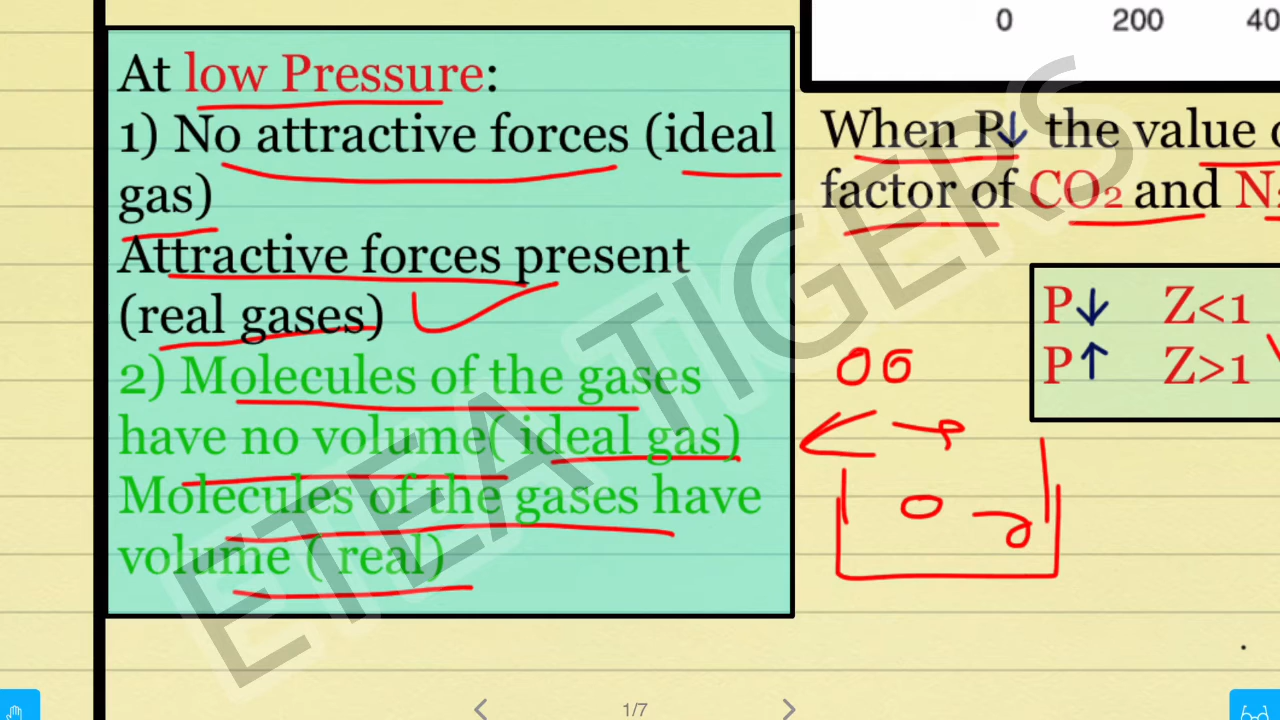 At low Pressure:
1) No attractive forces (ideal
gas)
Attractive forces present
(real gases)
2) Molecules of the gases
have no volume( ideal gas)
Molecules of the gases have
volume ( real)
0 200 40
When P↓ the value
factor of CO₂ and N₂
P↓ Z<1
P↑ Z>1
ETEA TIGERS
1/7